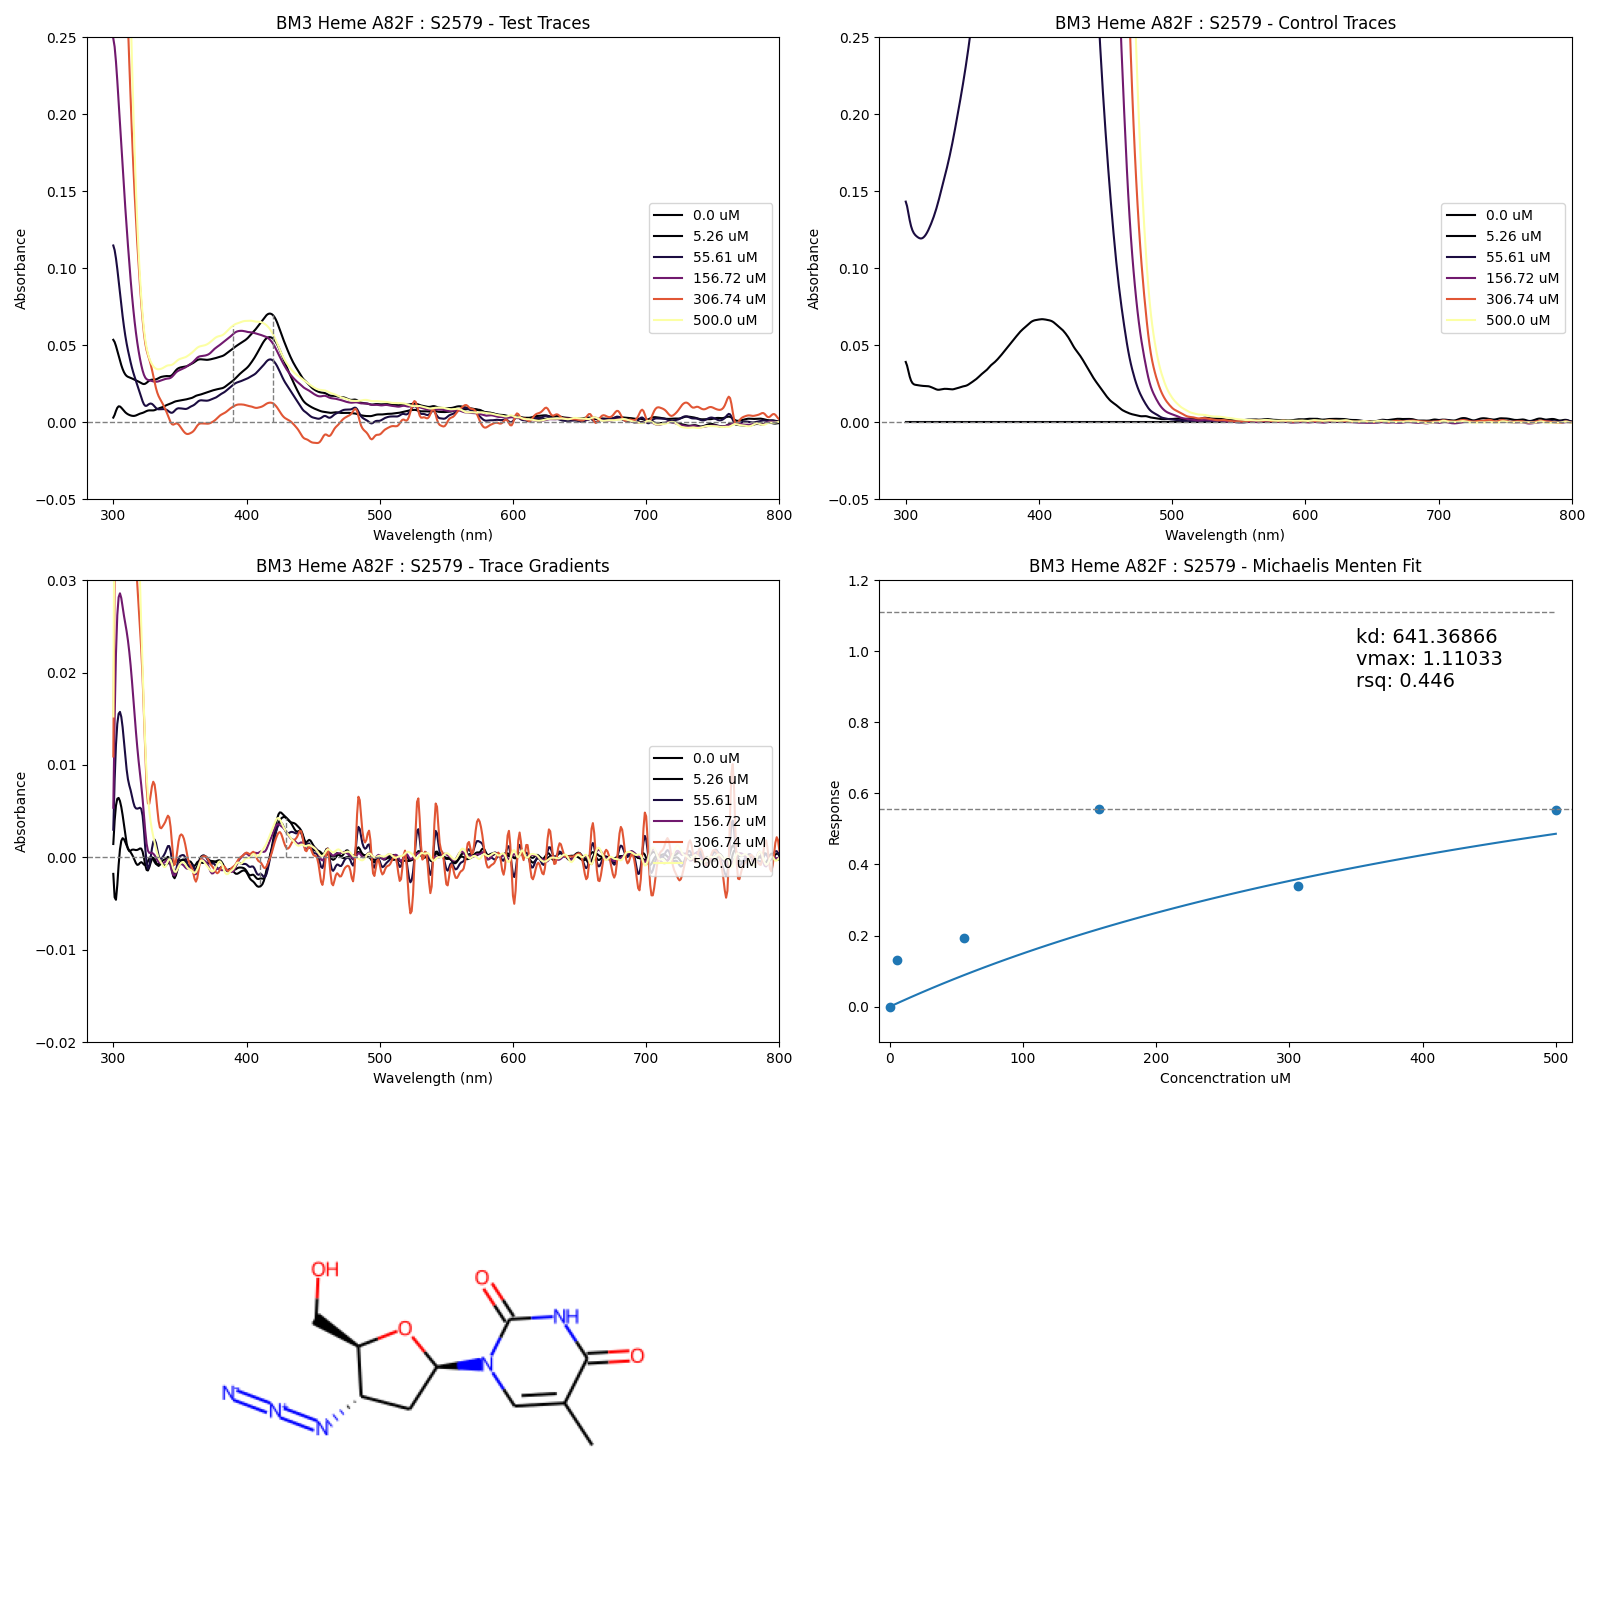 BM3 Heme A82F : S2579 - Test Traces
0.25
0.20
0.15
0.10
0.05
0.00
−0.05
Absorbance
300 400 500 600 700 800
Wavelength (nm)
0.0 uM
5.26 uM
55.61 uM
156.72 uM
306.74 uM
500.0 uM
BM3 Heme A82F : S2579 - Control Traces
0.25
0.20
0.15
0.10
0.05
0.00
−0.05
Absorbance
300 400 500 600 700 800
Wavelength (nm)
0.0 uM
5.26 uM
55.61 uM
156.72 uM
306.74 uM
500.0 uM
BM3 Heme A82F : S2579 - Trace Gradients
0.03
0.02
0.01
0.00
−0.01
−0.02
Absorbance
300 400 500 600 700 800
Wavelength (nm)
0.0 uM
5.26 uM
55.61 uM
156.72 uM
306.74 uM
500.0 uM
BM3 Heme A82F : S2579 - Michaelis Menten Fit
1.2
1.0
0.8
0.6
0.4
0.2
0.0
Response
0 100 200 300 400 500
Concenctration uM
kd: 641.36866
vmax: 1.11033
rsq: 0.446
OH
O
O
NH
O
N
N-
N+
N